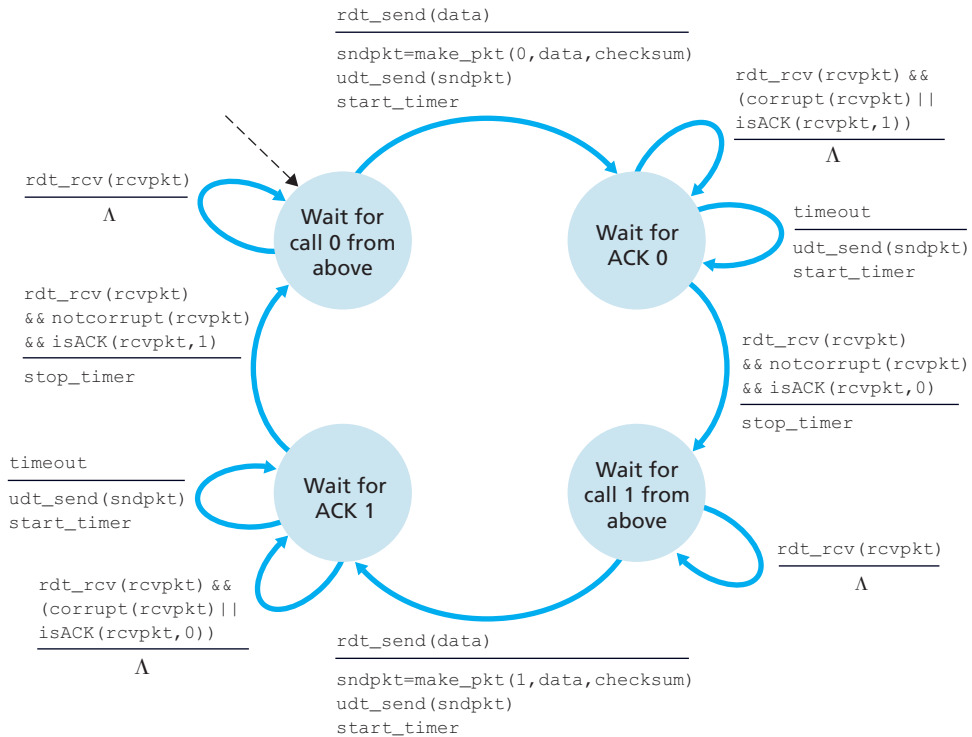 rdt_send(data)
sndpkt=make_pkt(0,data,checksum)
udt_send(sndpkt)
start_timer
rdt_rcv(rcvpkt) &&
(corrupt(rcvpkt)||
isACK(rcvpkt,1))
Λ
rdt_rcv(rcvpkt)
Λ
Wait for
call 0 from
above
Wait for
ACK 0
timeout
udt_send(sndpkt)
start_timer
rdt_rcv(rcvpkt)
&& notcorrupt(rcvpkt)
&& isACK(rcvpkt,1)
stop_timer
rdt_rcv(rcvpkt)
&& notcorrupt(rcvpkt)
&& isACK(rcvpkt,0)
stop_timer
timeout
udt_send(sndpkt)
start_timer
Wait for
ACK 1
Wait for
call 1 from
above
rdt_rcv(rcvpkt)
Λ
rdt_rcv(rcvpkt) &&
(corrupt(rcvpkt)||
isACK(rcvpkt,0))
Λ
rdt_send(data)
sndpkt=make_pkt(1,data,checksum)
udt_send(sndpkt)
start_timer